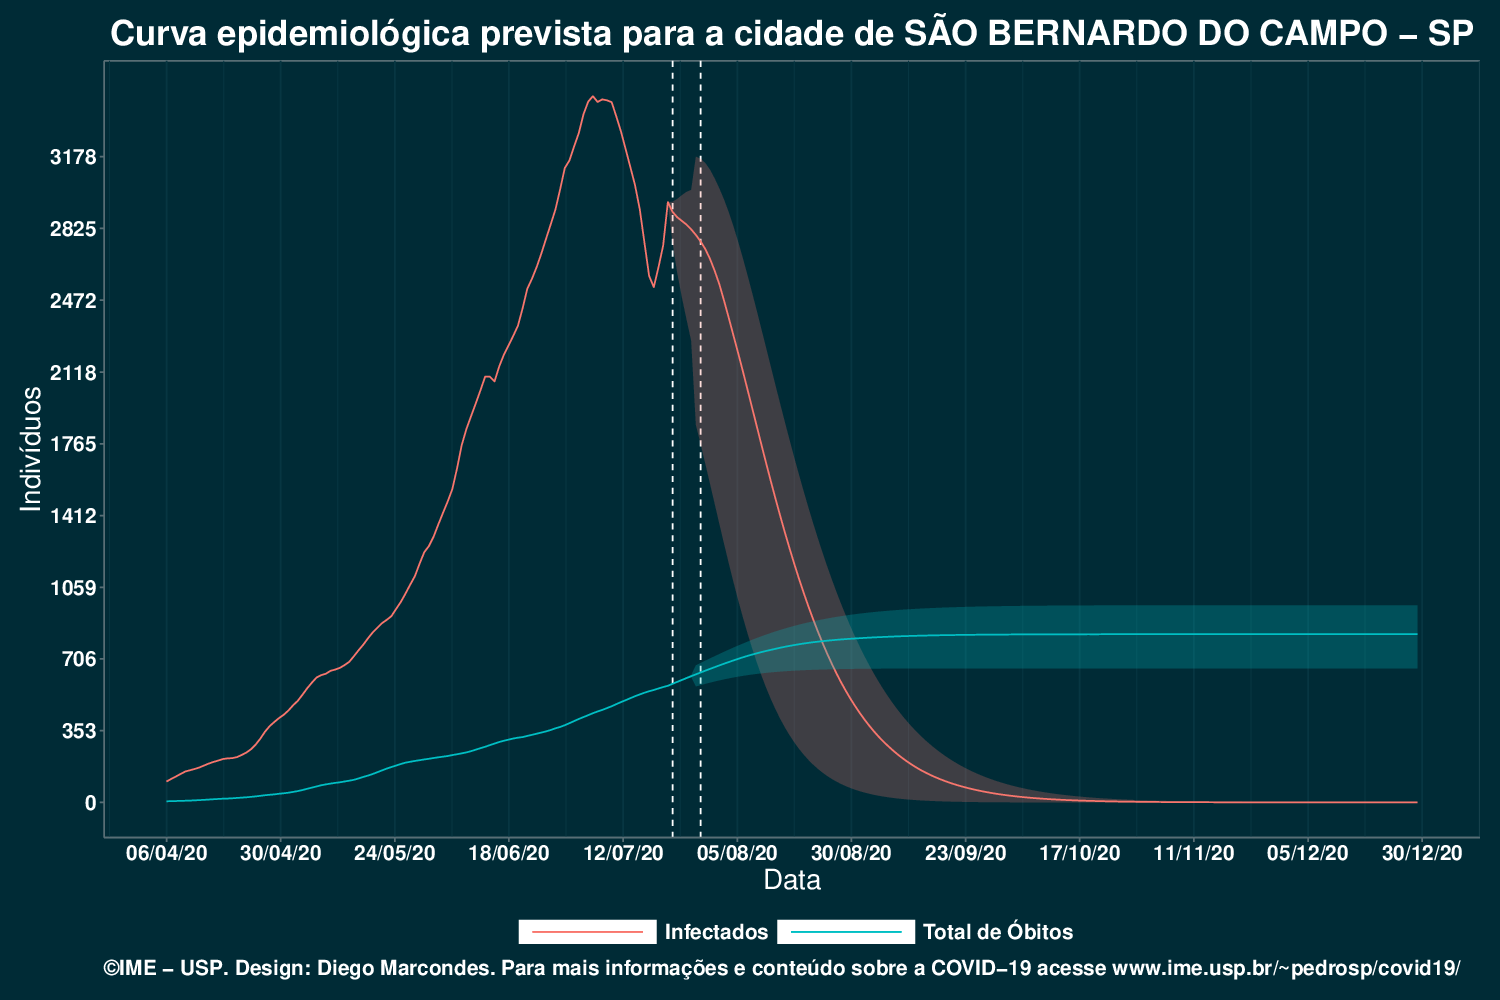 Curva epidemiológica prevista para a cidade de SÃO BERNARDO DO CAMPO – SP
Indivíduos
3178
2825
2472
2118
1765
1412
1059
706
353
0
06/04/20 30/04/20 24/05/20 18/06/20 12/07/20 05/08/20 30/08/20 23/09/20 17/10/20 11/11/20 05/12/20 30/12/20
Data
Infectados Total de Óbitos
©IME – USP. Design: Diego Marcondes. Para mais informações e conteúdo sobre a COVID–19 acesse www.ime.usp.br/~pedrosp/covid19/